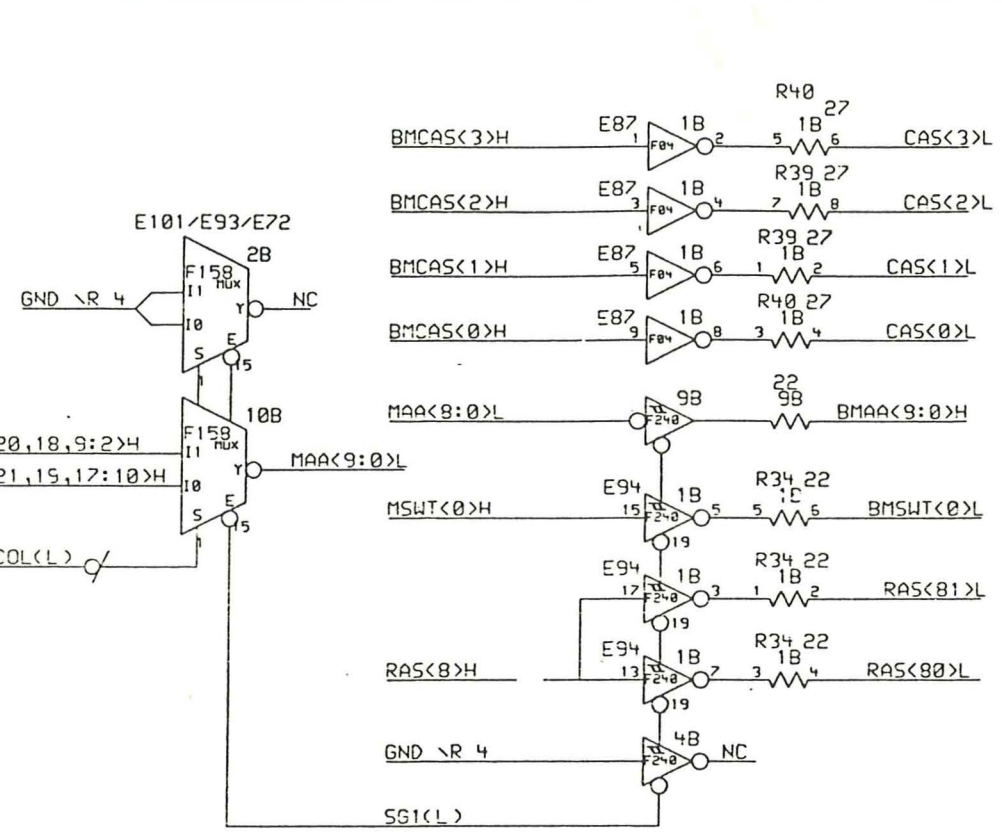 R40
27
BMCAS<3>H
E87
1B
1
F04
2
5
1B
6
CAS<3>L
R39 27
BMCAS<2>H
E87
1B
3
F04
4
7
1B
8
CAS<2>L
R39 27
BMCAS<1>H
E87
1B
5
F04
6
1
1B
2
CAS<1>L
R40 27
BMCAS<0>H
E87
1B
9
F04
8
3
1B
4
CAS<0>L
E101/E93/E72
2B
F158
MUX
I1
GND \R 4
Y
NC
I0
S
E
1
15
10B
F158
MUX
20,18,9:2>H
I1
Y
MAA<9:0>L
21,19,17:10>H
I0
S
E
1
15
COL(L)
MAA<8:0>L
9B
F240
22
9B
BMAA<9:0>H
MSWT<0>H
E94
1B
15
F240
5
19
R34 22
5
6
BMSWT<0>L
E94
1B
17
F240
3
19
R34 22
1
1B
2
RAS<81>L
RAS<8>H
E94
1B
13
F240
7
19
R34 22
3
1B
4
RAS<80>L
GND \R 4
4B
F240
NC
SG1(L)